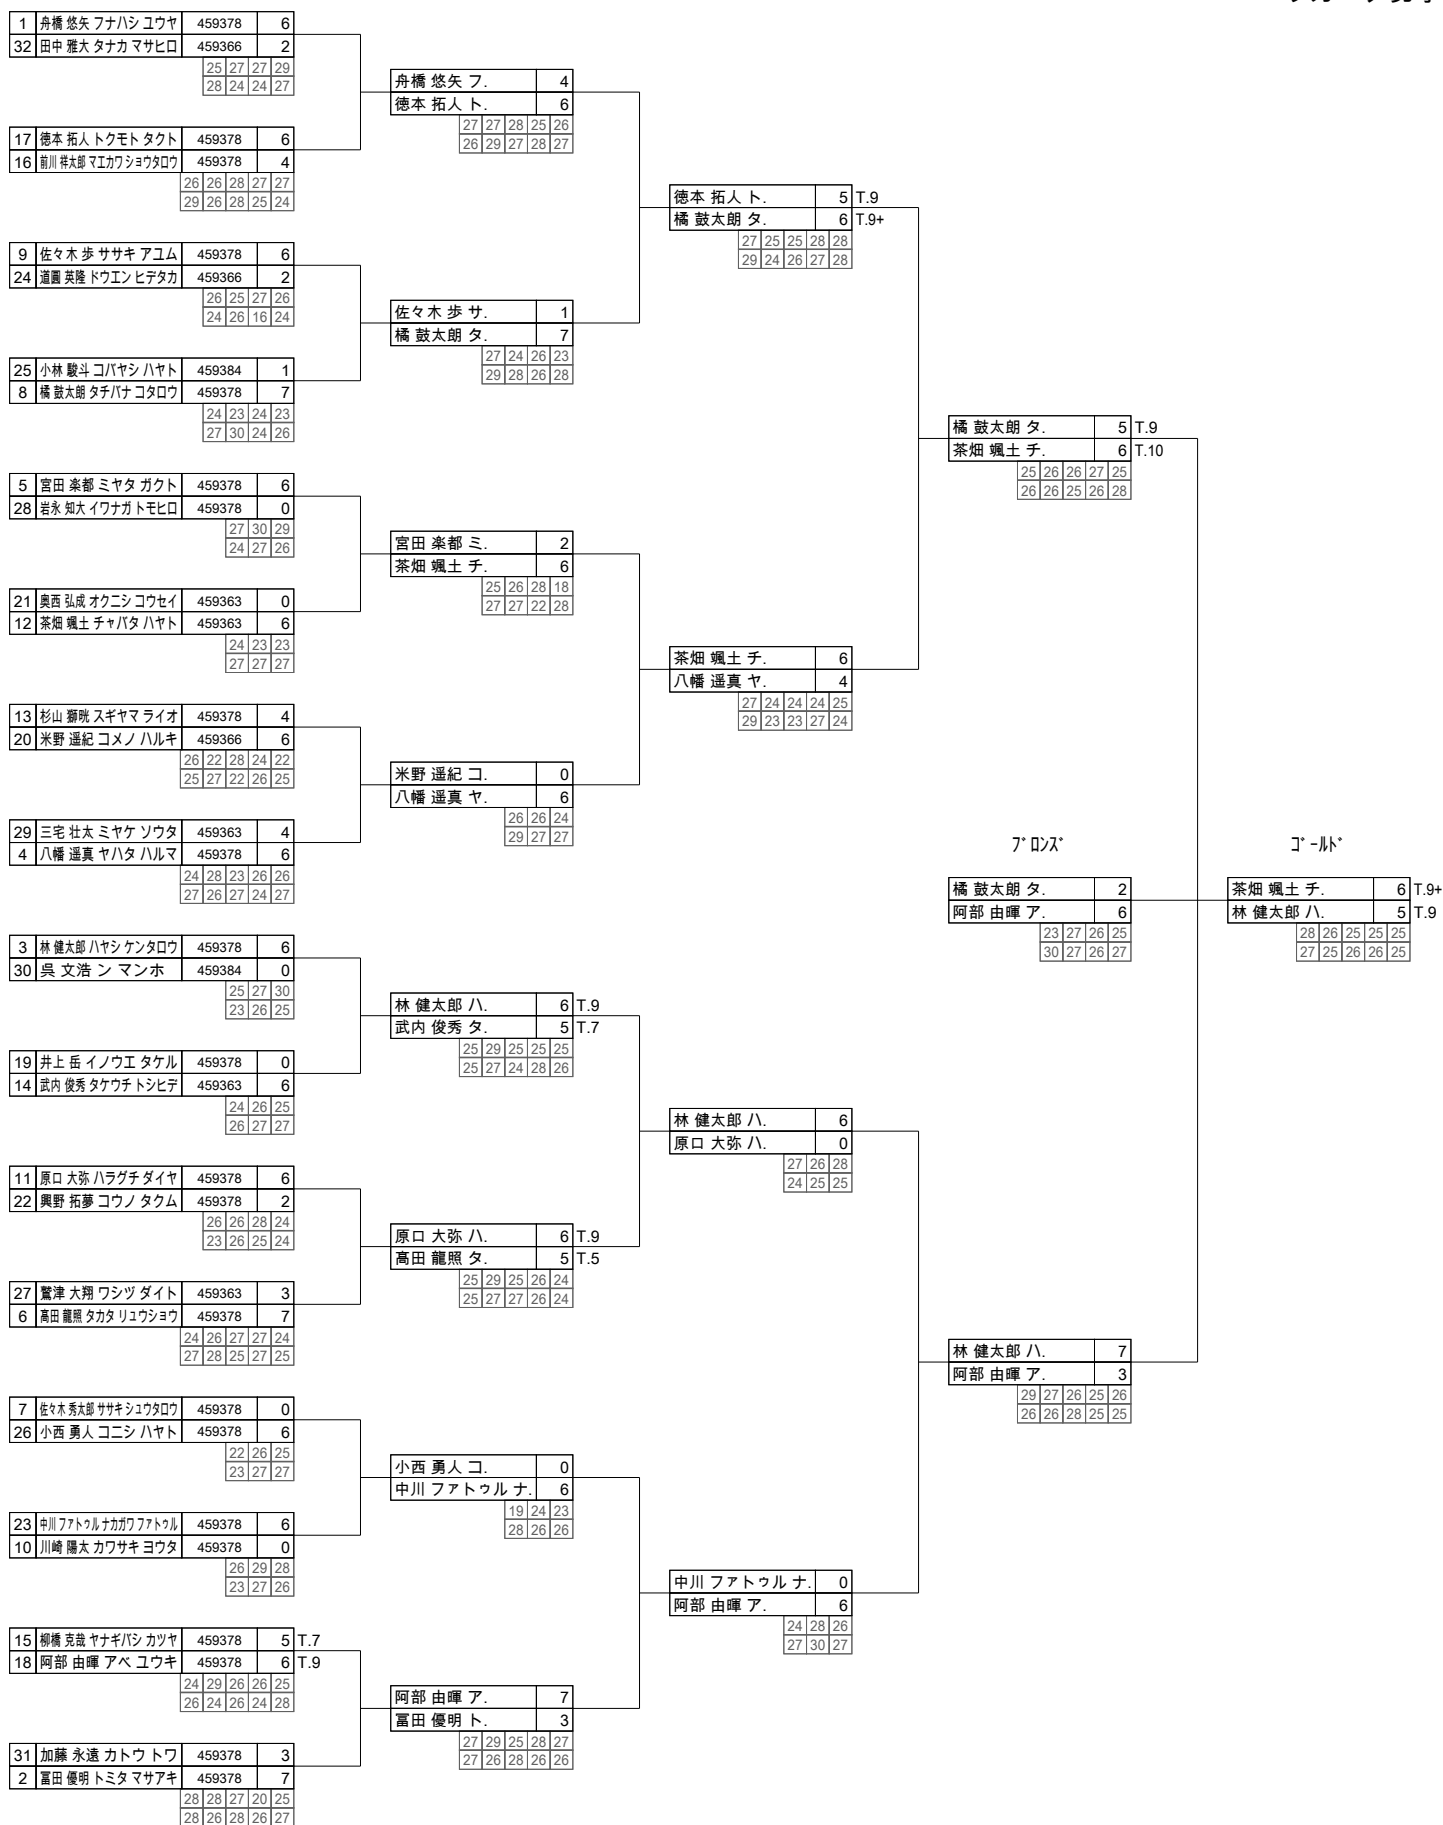 1 舟橋 悠矢 フナハシ ユウヤ 459378 6
32 田中 雅大 タナカ マサヒロ 459366 2
25 27 27 29
28 24 24 27
17 徳本 拓人 トクモト タクト 459378 6
16 前川 祥太郎 マエカワ ショウタロウ 459378 4
26 26 28 27 27
29 26 28 25 24
9 佐々木 歩 ササキ アユム 459378 6
24 道圓 英隆 ドウエン ヒデタカ 459366 2
26 25 27 26
24 26 16 24
25 小林 駿斗 コバヤシ ハヤト 459384 1
8 橘 鼓太朗 タチバナ コタロウ 459378 7
24 23 24 23
27 30 24 26
5 宮田 楽都 ミヤタ ガクト 459378 6
28 岩永 知大 イワナガ トモヒロ 459378 0
27 30 29
24 27 26
21 奥西 弘成 オクニシ コウセイ 459363 0
12 茶畑 颯土 チャバタ ハヤト 459363 6
24 23 23
27 27 27
13 杉山 獅晄 スギヤマ ライオ 459378 4
20 米野 遥紀 コメノ ハルキ 459366 6
26 22 28 24 22
25 27 22 26 25
29 三宅 壮太 ミヤケ ソウタ 459363 4
4 八幡 遥真 ヤハタ ハルマ 459378 6
24 28 23 26 26
27 26 27 24 27
3 林 健太郎 ハヤシ ケンタロウ 459378 6
30 呉 文浩 ン マンホ 459384 0
25 27 30
23 26 25
19 井上 岳 イノウエ タケル 459378 0
14 武内 俊秀 タケウチ トシヒデ 459363 6
24 26 25
26 27 27
11 原口 大弥 ハラグチ ダイヤ 459378 6
22 興野 拓夢 コウノ タクム 459378 2
26 26 28 24
23 26 25 24
27 鷲津 大翔 ワシヅ ダイト 459363 3
6 髙田 龍照 タカタ リュウショウ 459378 7
24 26 27 27 24
27 28 25 27 25
7 佐々木 秀太郎 ササキ シュウタロウ 459378 0
26 小西 勇人 コニシ ハヤト 459378 6
22 26 25
23 27 27
23 中川 ファトゥル ナカガワ ファトゥル 459378 6
10 川崎 陽太 カワサキ ヨウタ 459378 0
26 29 28
23 27 26
15 柳橋 克哉 ヤナギバシ カツヤ 459378 5 T.7
18 阿部 由暉 アベ ユウキ 459378 6 T.9
24 29 26 26 25
26 24 26 24 28
31 加藤 永遠 カトウ トワ 459378 3
2 冨田 優明 トミタ マサアキ 459378 7
28 28 27 20 25
28 26 28 26 27
舟橋 悠矢 フ. 4
徳本 拓人 ト. 6
27 27 28 25 26
26 29 27 28 27
佐々木 歩 サ. 1
橘 鼓太朗 タ. 7
27 24 26 23
29 28 26 28
宮田 楽都 ミ. 2
茶畑 颯土 チ. 6
25 26 28 18
27 27 22 28
米野 遥紀 コ. 0
八幡 遥真 ヤ. 6
26 26 24
29 27 27
林 健太郎 ハ. 6 T.9
武内 俊秀 タ. 5 T.7
25 29 25 25 25
25 27 24 28 26
原口 大弥 ハ. 6 T.9
髙田 龍照 タ. 5 T.5
25 29 25 26 24
25 27 27 26 24
小西 勇人 コ. 0
中川 ファトゥル ナ. 6
19 24 23
28 26 26
阿部 由暉 ア. 7
冨田 優明 ト. 3
27 29 25 28 27
27 26 28 26 26
徳本 拓人 ト. 5 T.9
橘 鼓太朗 タ. 6 T.9+
27 25 25 28 28
29 24 26 27 28
茶畑 颯土 チ. 6
八幡 遥真 ヤ. 4
27 24 24 24 25
29 23 23 27 24
林 健太郎 ハ. 6
原口 大弥 ハ. 0
27 26 28
24 25 25
中川 ファトゥル ナ. 0
阿部 由暉 ア. 6
24 28 26
27 30 27
橘 鼓太朗 タ. 5 T.9
茶畑 颯土 チ. 6 T.10
25 26 26 27 25
26 26 25 26 28
林 健太郎 ハ. 7
阿部 由暉 ア. 3
29 27 26 25 26
26 26 28 25 25
ﾌﾞﾛﾝｽﾞ
橘 鼓太朗 タ. 2
阿部 由暉 ア. 6
23 27 26 25
30 27 26 27
ｺﾞｰﾙﾄﾞ
茶畑 颯土 チ. 6 T.9+
林 健太郎 ハ. 5 T.9
28 26 25 25 25
27 25 26 26 25